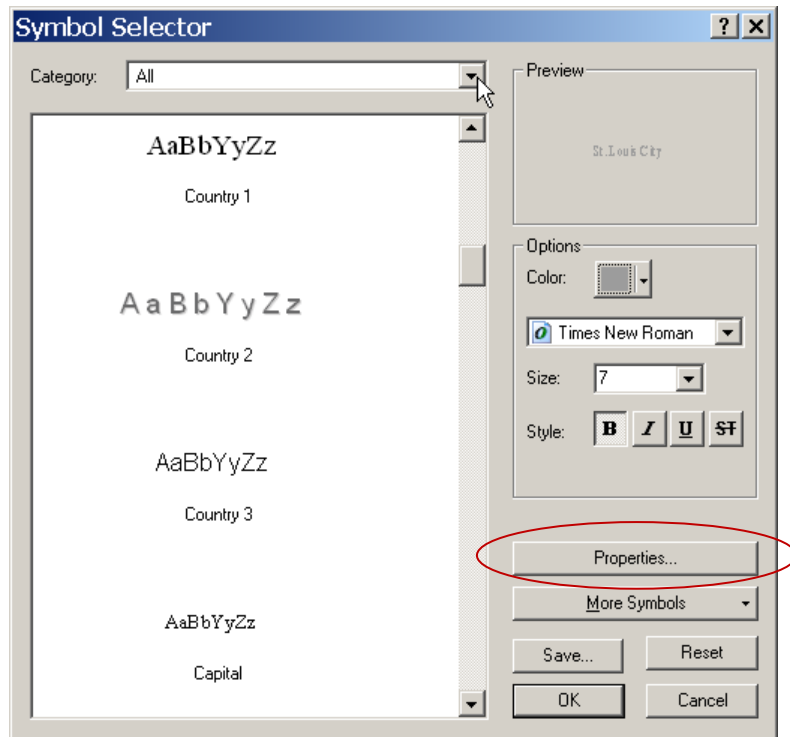 Symbol Selector
Category: All
AaBbYyZz
Country 1
AaBbYyZz
Country 2
AaBbYyZz
Country 3
AaBbYyZz
Capital
Preview
St.Louis City
Options
Color:
Times New Roman
Size: 7
Style: B I U ST
Properties...
More Symbols
Save... Reset
OK Cancel